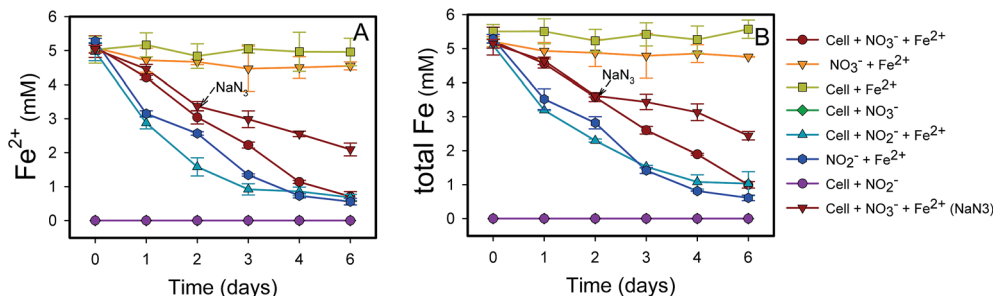 A
Fe²⁺ (mM)
6
5
4
3
2
1
0
NaN₃
0 1 2 3 4 6
Time (days)
B
total Fe (mM)
6
5
4
3
2
1
0
NaN₃
0 1 2 3 4 6
Time (days)
Cell + NO₃⁻ + Fe²⁺
NO₃⁻ + Fe²⁺
Cell + Fe²⁺
Cell + NO₃⁻
Cell + NO₂⁻ + Fe²⁺
NO₂⁻ + Fe²⁺
Cell + NO₂⁻
Cell + NO₃⁻ + Fe²⁺ (NaN3)